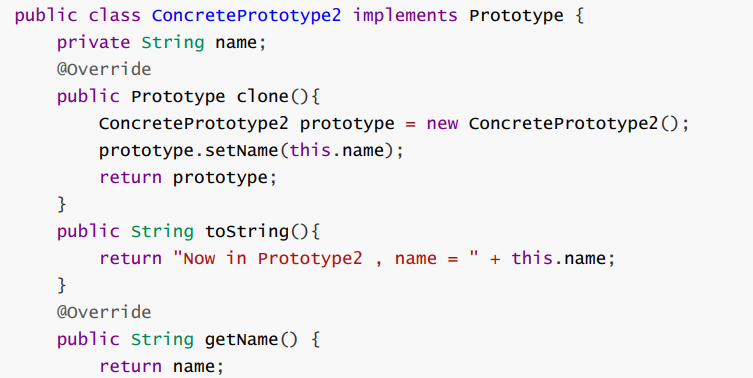 public class ConcretePrototype2 implements Prototype {
    private String name;
    @Override
    public Prototype clone(){
        ConcretePrototype2 prototype = new ConcretePrototype2();
        prototype.setName(this.name);
        return prototype;
    }
    public String toString(){
        return "Now in Prototype2 , name = " + this.name;
    }
    @Override
    public String getName() {
        return name;